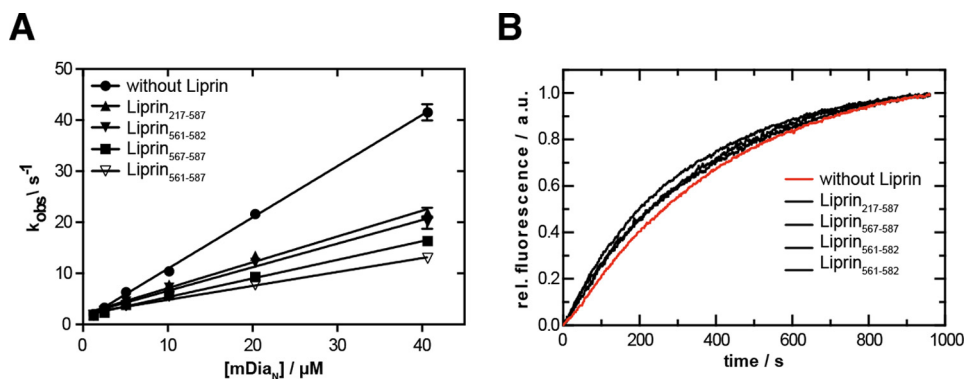 A
50
40
30
20
10
0
k_obs \ s⁻¹
without Liprin
Liprin₂₁₇₋₅₈₇
Liprin₅₆₁₋₅₈₂
Liprin₅₆₇₋₅₈₇
Liprin₅₆₁₋₅₈₇
0 10 20 30 40
[mDia_N] / µM
B
1.0
0.8
0.6
0.4
0.2
0.0
rel. fluorescence / a.u.
without Liprin
Liprin₂₁₇₋₅₈₇
Liprin₅₆₇₋₅₈₇
Liprin₅₆₁₋₅₈₂
Liprin₅₆₁₋₅₈₂
0 200 400 600 800 1000
time / s